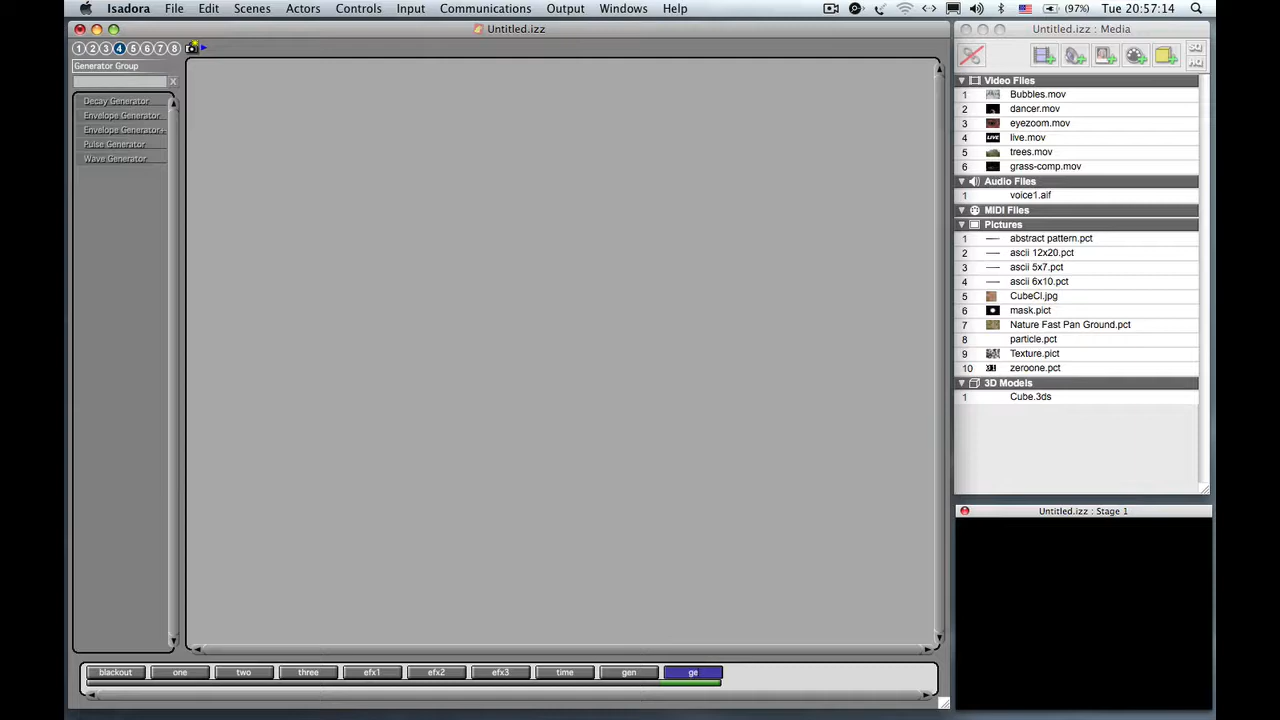 Isadora File Edit Scenes Actors Controls Input Communications Output Windows Help (97%) Tue 20:57:14
Untitled.izz
1 2 3 4 5 6 7 8
Generator Group
X
Decay Generator
Envelope Generator
Envelope Generator+
Pulse Generator
Wave Generator
blackout one two three efx1 efx2 efx3 time gen ge
Untitled.izz : Media
SQ
HQ
Video Files
1 Bubbles.mov
2 dancer.mov
3 eyezoom.mov
4 LIVE live.mov
5 trees.mov
6 grass-comp.mov
Audio Files
1 voice1.aif
MIDI Files
Pictures
1 abstract pattern.pct
2 ascii 12x20.pct
3 ascii 5x7.pct
4 ascii 6x10.pct
5 CubeCl.jpg
6 mask.pict
7 Nature Fast Pan Ground.pct
8 particle.pct
9 Texture.pict
10 zeroone.pct
3D Models
1 Cube.3ds
Untitled.izz : Stage 1